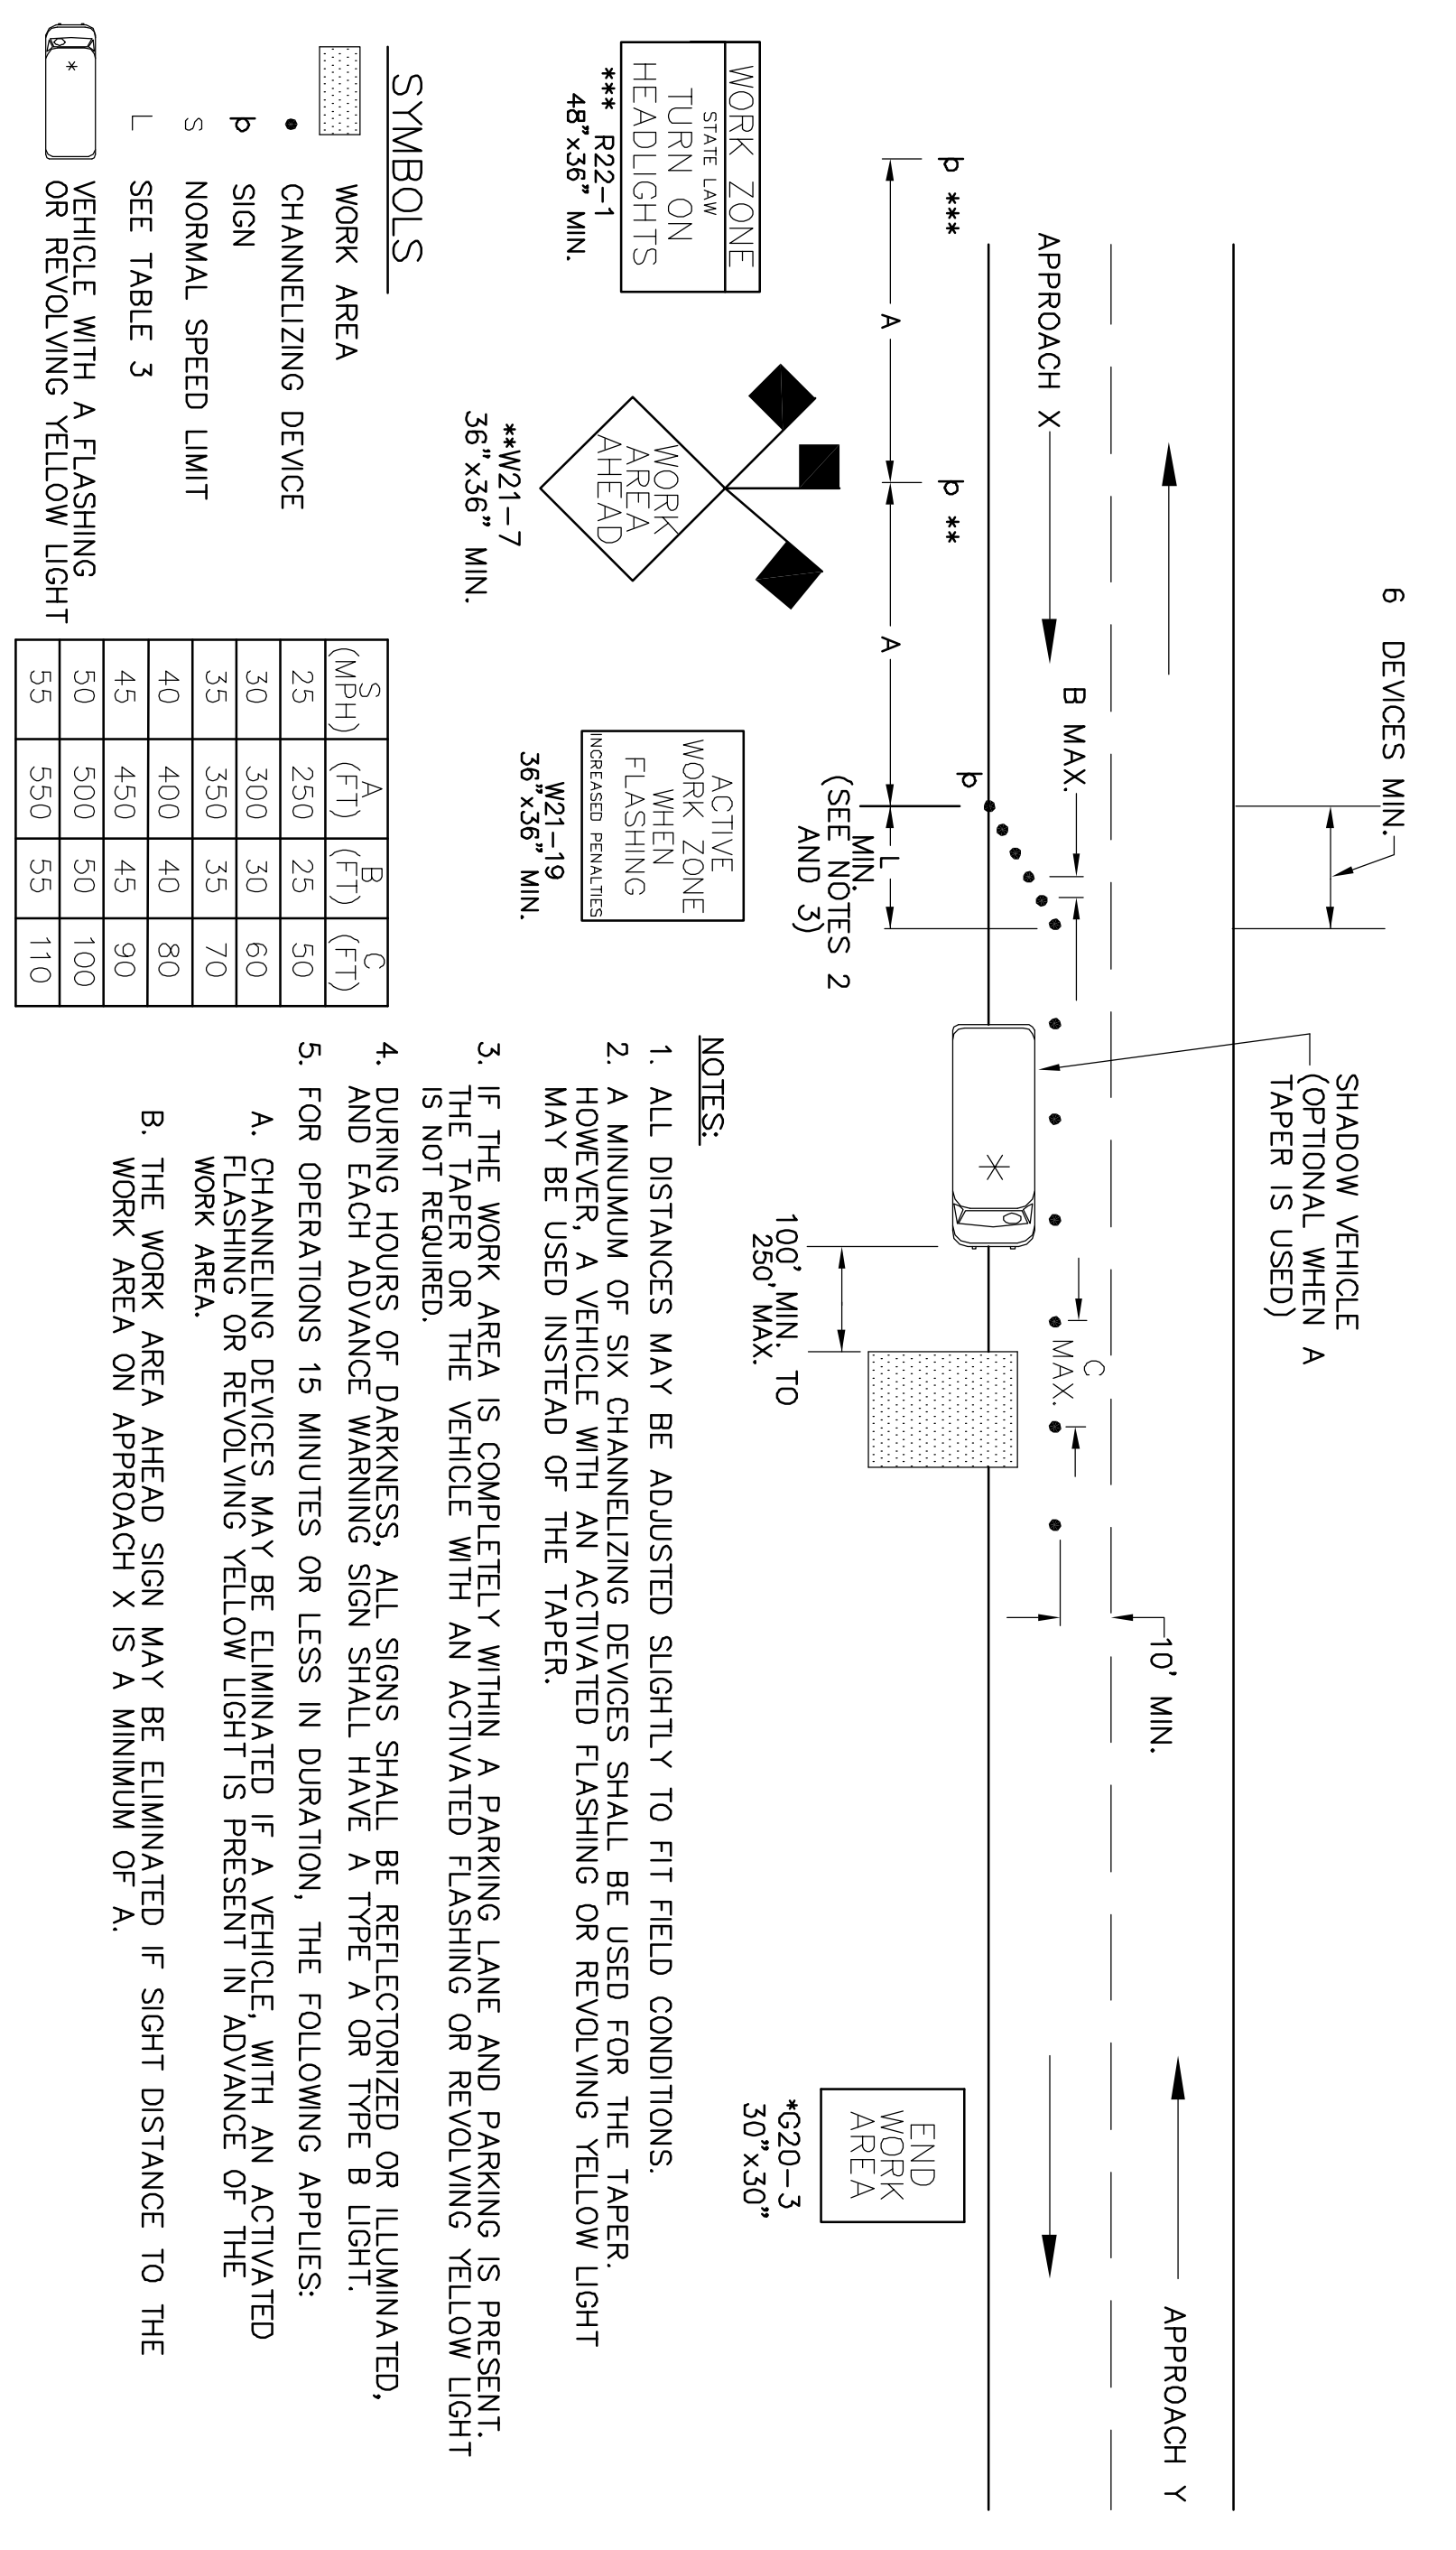 6 DEVICES MIN.
SHADOW VEHICLE
(OPTIONAL WHEN A
TAPER IS USED)
10' MIN.
APPROACH Y
APPROACH X
B MAX.
C
MAX.
***
**
A
A
L
MIN.
(SEE NOTES 2
AND 3)
100' MIN. TO
250' MAX.
END
WORK
AREA
*G20-3
30"x30"
WORK ZONE
STATE LAW
TURN ON
HEADLIGHTS
*** R22-1
48"x36" MIN.
WORK
AREA
AHEAD
**W21-7
36"x36" MIN.
ACTIVE
WORK ZONE
WHEN
FLASHING
INCREASED PENALTIES
W21-19
36"x36" MIN.
SYMBOLS
WORK AREA
CHANNELIZING DEVICE
SIGN
S NORMAL SPEED LIMIT
L SEE TABLE 3
* VEHICLE WITH A FLASHING
OR REVOLVING YELLOW LIGHT
S (MPH) A (FT) B (FT) C (FT)
25 250 25 50
30 300 30 60
35 350 35 70
40 400 40 80
45 450 45 90
50 500 50 100
55 550 55 110
NOTES:
1. ALL DISTANCES MAY BE ADJUSTED SLIGHTLY TO FIT FIELD CONDITIONS.
2. A MINIMUM OF SIX CHANNELIZING DEVICES SHALL BE USED FOR THE TAPER.
HOWEVER, A VEHICLE WITH AN ACTIVATED FLASHING OR REVOLVING YELLOW LIGHT
MAY BE USED INSTEAD OF THE TAPER.
3. IF THE WORK AREA IS COMPLETELY WITHIN A PARKING LANE AND PARKING IS PRESENT.
THE TAPER OR THE VEHICLE WITH AN ACTIVATED FLASHING OR REVOLVING YELLOW LIGHT
IS NOT REQUIRED.
4. DURING HOURS OF DARKNESS, ALL SIGNS SHALL BE REFLECTORIZED OR ILLUMINATED,
AND EACH ADVANCE WARNING SIGN SHALL HAVE A TYPE A OR TYPE B LIGHT.
5. FOR OPERATIONS 15 MINUTES OR LESS IN DURATION, THE FOLLOWING APPLIES:
A. CHANNELING DEVICES MAY BE ELIMINATED IF A VEHICLE, WITH AN ACTIVATED
FLASHING OR REVOLVING YELLOW LIGHT IS PRESENT IN ADVANCE OF THE
WORK AREA.
B. THE WORK AREA AHEAD SIGN MAY BE ELIMINATED IF SIGHT DISTANCE TO THE
WORK AREA ON APPROACH X IS A MINIMUM OF A.